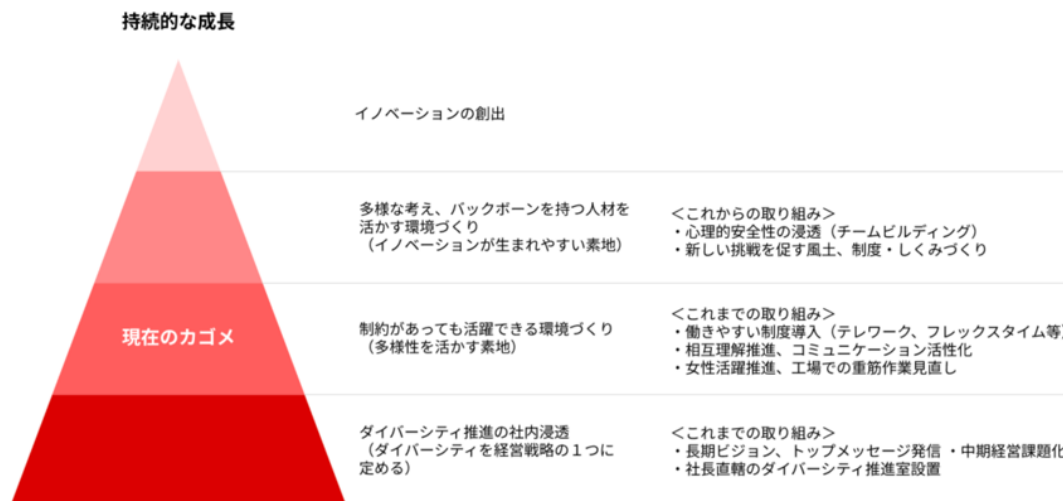 持続的な成長
イノベーションの創出
多様な考え、バックボーンを持つ人材を
活かす環境づくり
（イノベーションが生まれやすい素地）
＜これからの取り組み＞
・心理的安全性の浸透（チームビルディング）
・新しい挑戦を促す風土、制度・しくみづくり
現在のカゴメ
制約があっても活躍できる環境づくり
（多様性を活かす素地）
＜これまでの取り組み＞
・働きやすい制度導入（テレワーク、フレックスタイム等）
・相互理解推進、コミュニケーション活性化
・女性活躍推進、工場での重筋作業見直し
ダイバーシティ推進の社内浸透
（ダイバーシティを経営戦略の１つに
定める）
＜これまでの取り組み＞
・長期ビジョン、トップメッセージ発信 ・中期経営課題化
・社長直轄のダイバーシティ推進室設置